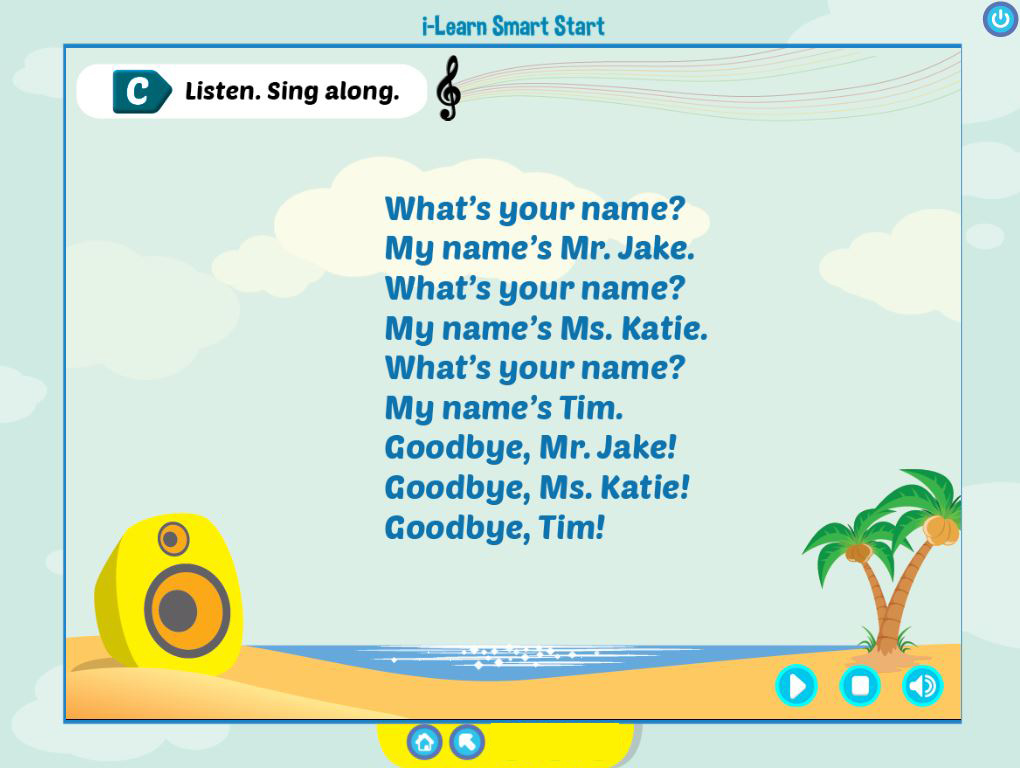 i-Learn Smart Start
C Listen. Sing along.
What's your name?
My name's Mr. Jake.
What's your name?
My name's Ms. Katie.
What's your name?
My name's Tim.
Goodbye, Mr. Jake!
Goodbye, Ms. Katie!
Goodbye, Tim!